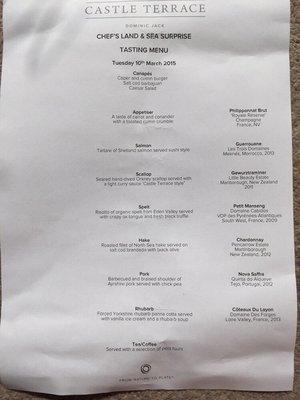 CASTLE TERRACE
DOMINIC JACK
CHEF'S LAND & SEA SURPRISE
TASTING MENU
Tuesday 10th March 2015
Canapés
Caper and cumin burger
Salt cod barbajuan
Caesar Salad
Appetiser
A taste of carrot and coriander
with a toasted cumin crumble
Philipponnat Brut
'Royale Réserve'
Champagne
France, NV
Salmon
Tartare of Shetland salmon served sushi style
Guerrouane
Les Trois Domaines
Meknès, Morocco, 2013
Scallop
Seared hand-dived Orkney scallop served with
a light curry sauce 'Castle Terrace style'
Gewurztraminer
Little Beauty Estate
Marlborough, New Zealand
2011
Spelt
Risotto of organic spelt from Eden Valley served
with crispy ox tongue and fresh black truffle
Petit Manseng
Domaine Cabidos
VDP des Pyrénées Atlantiques
South West, France, 2009
Hake
Roasted fillet of North Sea hake served on
salt cod brandade with black olive
Chardonnay
Pencarrow Estate
Martinborough
New Zealand, 2012
Pork
Barbecued and braised shoulder of
Ayrshire pork served with chick pea
Nova Safra
Quinta do Alqueve
Tejo, Portugal, 2012
Rhubarb
Forced Yorkshire rhubarb panna cotta served
with vanilla ice cream and a rhubarb soup
Côteaux Du Layon
Domaine Des Forges
Loire Valley, France, 2013
Tea/Coffee
Served with a selection of petit fours
FROM NATURE TO PLATE